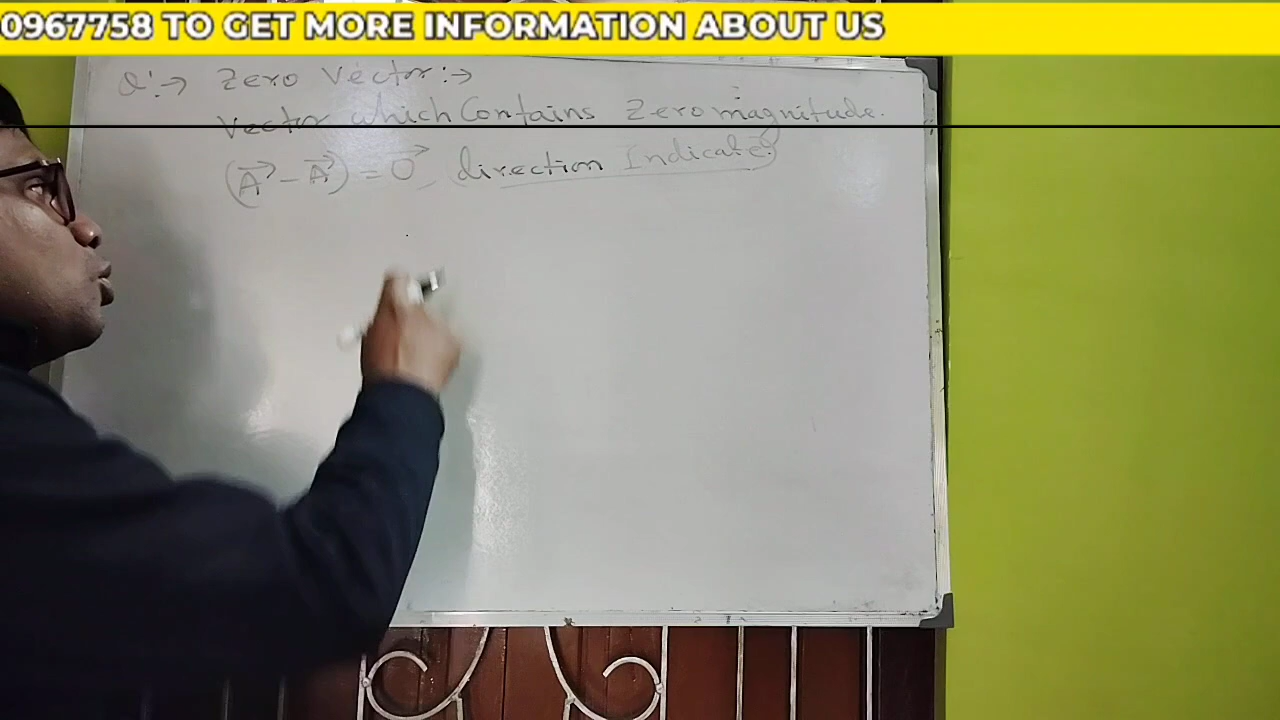 0967758 TO GET MORE INFORMATION ABOUT US
Q:→ Zero Vector:→
Vector which Contains Zero magnitude.
(A⃗ - A⃗) = 0⃗ direction Indicate?